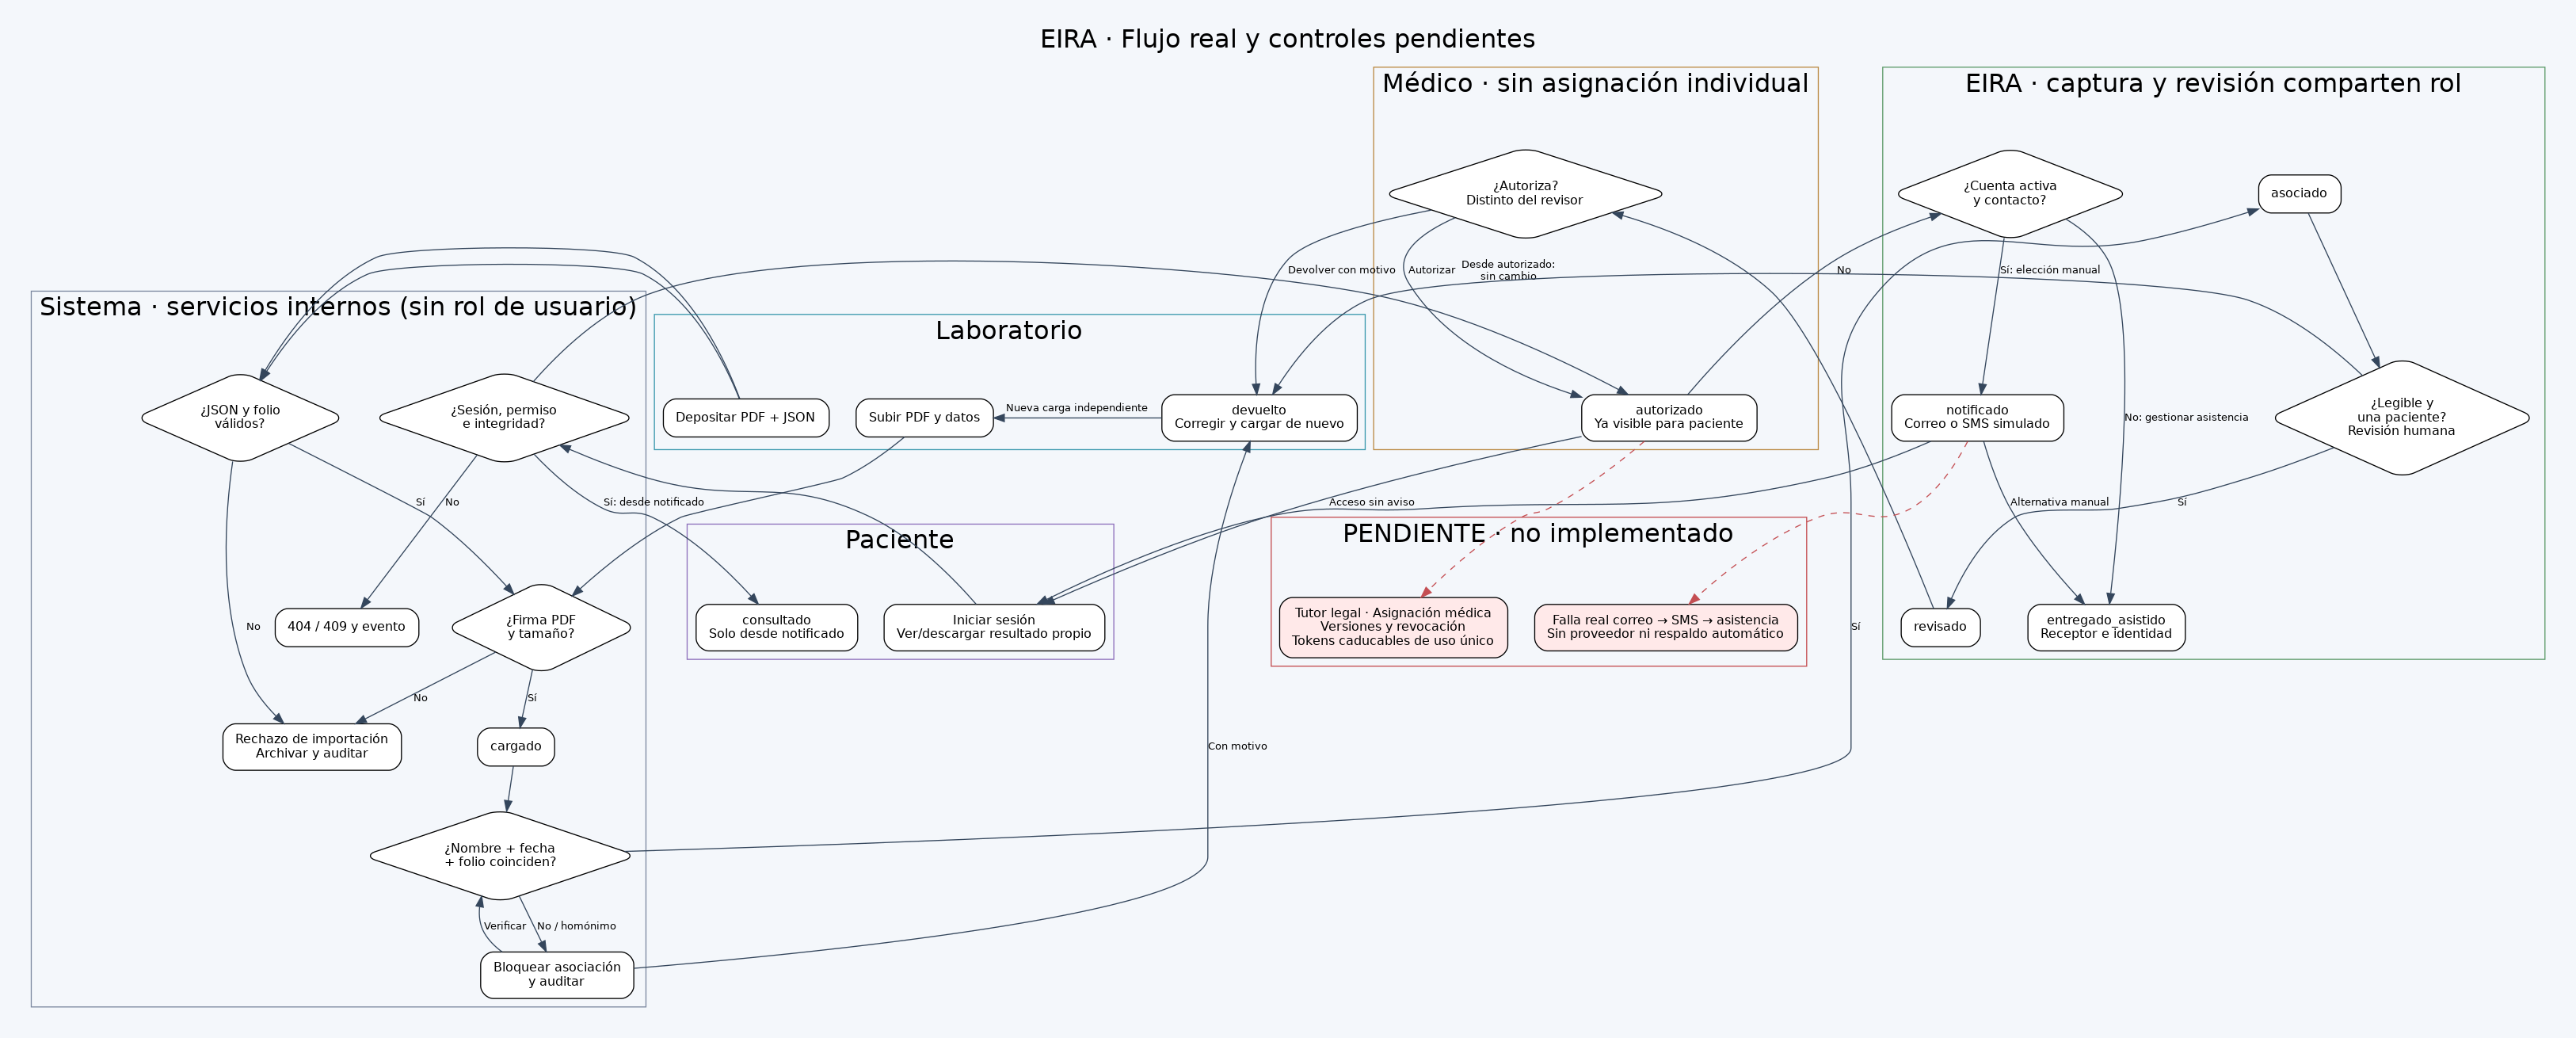 EIRA · Flujo real y controles pendientes
Médico · sin asignación individual
EIRA · captura y revisión comparten rol
¿Autoriza?
Distinto del revisor
¿Cuenta activa
y contacto?
asociado
Devolver con motivo
Autorizar
Desde autorizado:
sin cambio
No
Sí: elección manual
Sistema · servicios internos (sin rol de usuario)
Laboratorio
¿JSON y folio
válidos?
¿Sesión, permiso
e integridad?
Depositar PDF + JSON
Subir PDF y datos
Nueva carga independiente
devuelto
Corregir y cargar de nuevo
autorizado
Ya visible para paciente
notificado
Correo o SMS simulado
No: gestionar asistencia
¿Legible y
una paciente?
Revisión humana
Sí
No
Sí: desde notificado
Acceso sin aviso
Alternativa manual
Sí
Paciente
PENDIENTE · no implementado
No
404 / 409 y evento
¿Firma PDF
y tamaño?
consultado
Solo desde notificado
Iniciar sesión
Ver/descargar resultado propio
Tutor legal · Asignación médica
Versiones y revocación
Tokens caducables de uso único
Falla real correo → SMS → asistencia
Sin proveedor ni respaldo automático
Sí
revisado
entregado_asistido
Receptor e identidad
No
Sí
Rechazo de importación
Archivar y auditar
cargado
Con motivo
¿Nombre + fecha
+ folio coinciden?
Verificar
No / homónimo
Bloquear asociación
y auditar